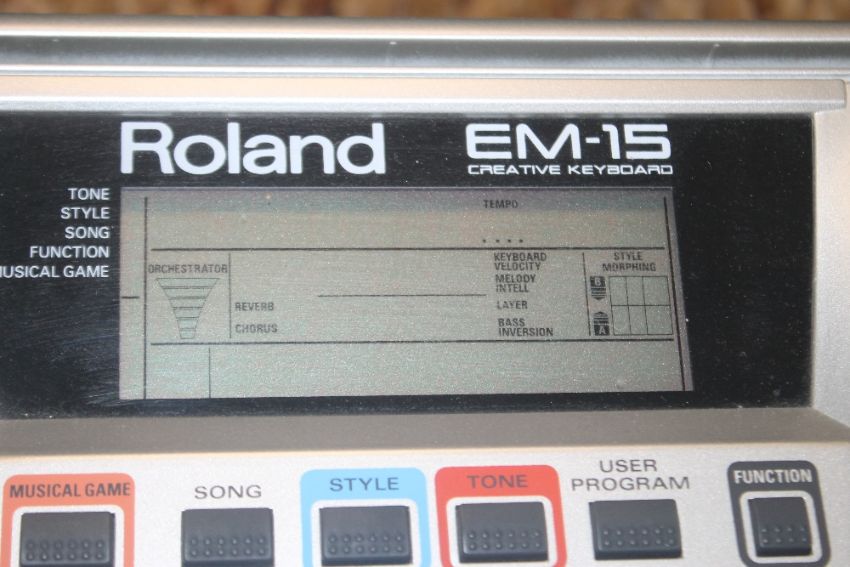 Roland EM-15
CREATIVE KEYBOARD
TONE
STYLE
SONG
FUNCTION
MUSICAL GAME
TEMPO
ORCHESTRATOR
REVERB
CHORUS
KEYBOARD
VELOCITY
MELODY
INTELL
LAYER
BASS
INVERSION
STYLE
MORPHING
B
A
MUSICAL GAME
SONG
STYLE
TONE
USER
PROGRAM
FUNCTION